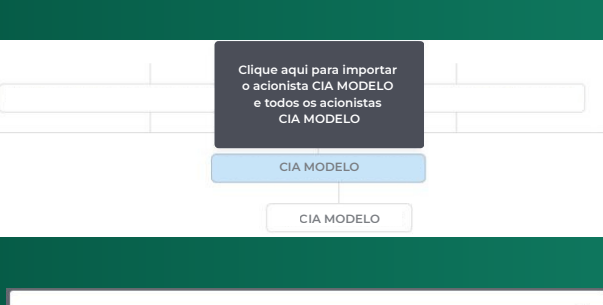 Clique aqui para importar
o acionista CIA MODELO
e todos os acionistas
CIA MODELO
CIA MODELO
CIA MODELO